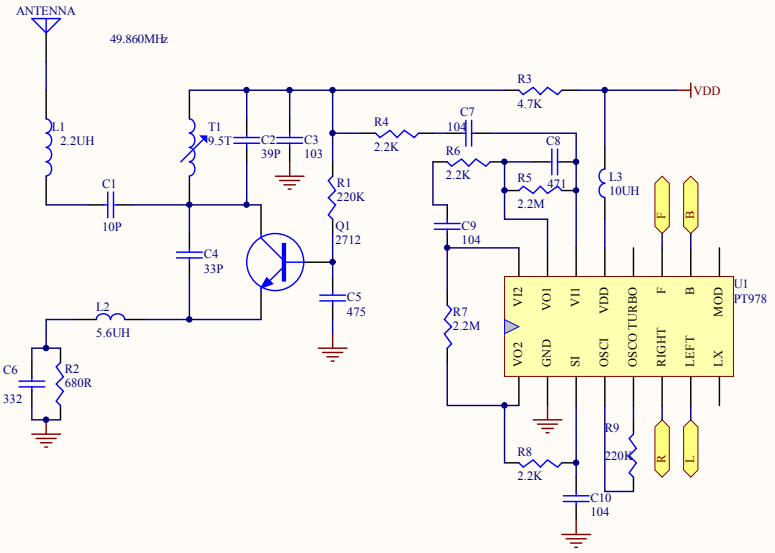 ANTENNA
49.860MHz
L1
2.2UH
T1
9.5T
C2
39P
C3
103
R3
4.7K
VDD
R4
2.2K
C7
104
C8
471
R6
2.2K
R5
2.2M
L3
10UH
F
B
R1
220K
Q1
2712
C1
10P
C4
33P
C9
104
C5
475
L2
5.6UH
C6
332
R2
680R
R7
2.2M
U1
PT978
VI2
VO1
VI1
VDD
TURBO
F
B
MOD
VO2
GND
SI
OSCI
OSCO
RIGHT
LEFT
LX
R8
2.2K
R9
220K
R
L
C10
104